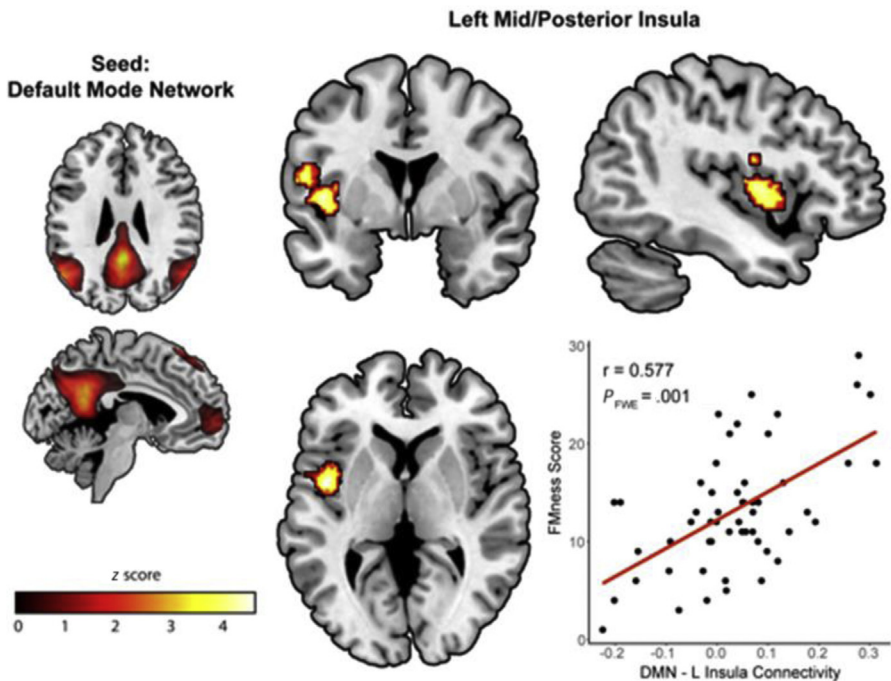 Left Mid/Posterior Insula
Seed:
Default Mode Network
z score
0 1 2 3 4
r = 0.577
P FWE = .001
FMness Score
30
20
10
0
-0.2 -0.1 0.0 0.1 0.2 0.3
DMN - L Insula Connectivity